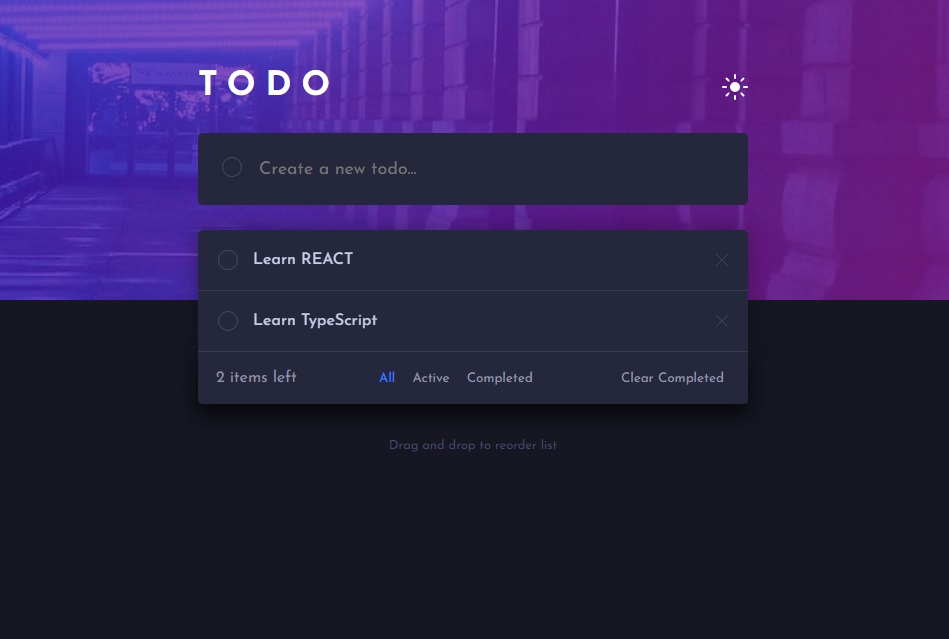 TODO
Create a new todo...
Learn REACT
Learn TypeScript
2 items left All Active Completed Clear Completed
Drag and drop to reorder list